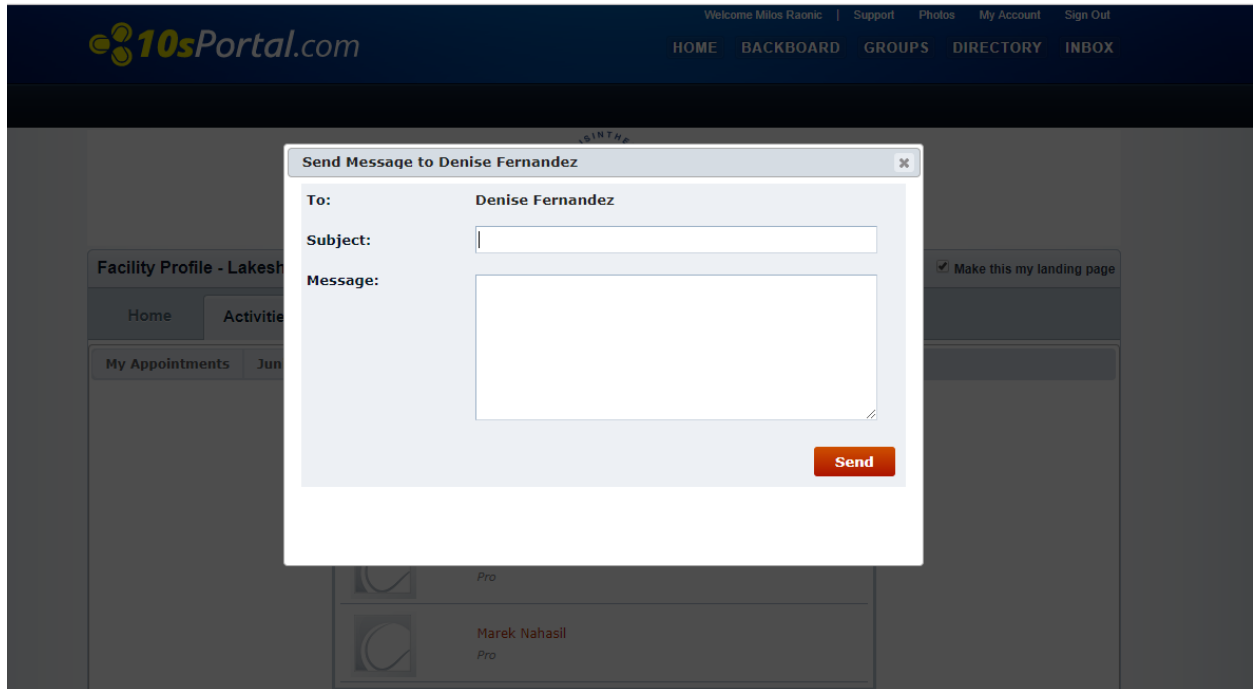 Welcome Milos Raonic | Support Photos My Account Sign Out
10sPortal.com
HOME BACKBOARD GROUPS DIRECTORY INBOX
Send Message to Denise Fernandez
To: Denise Fernandez
Subject:
Message:
Send
Facility Profile - Lakesh
Make this my landing page
Home Activitie
My Appointments Jun
Pro
Marek Nahasil
Pro